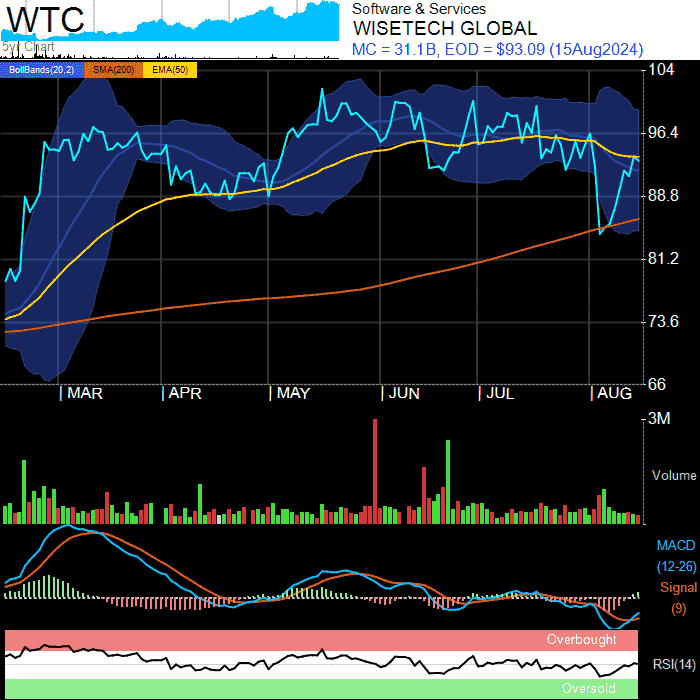 WTC
5yr Chart
Software & Services
WISETECH GLOBAL
MC = 31.1B, EOD = $93.09 (15Aug2024)
BollBands(20,2) SMA(200) EMA(50)
104
96.4
88.8
81.2
73.6
66
MAR APR MAY JUN JUL AUG
3M
Volume
MACD
(12-26)
Signal
(9)
Overbought
RSI(14)
Oversold